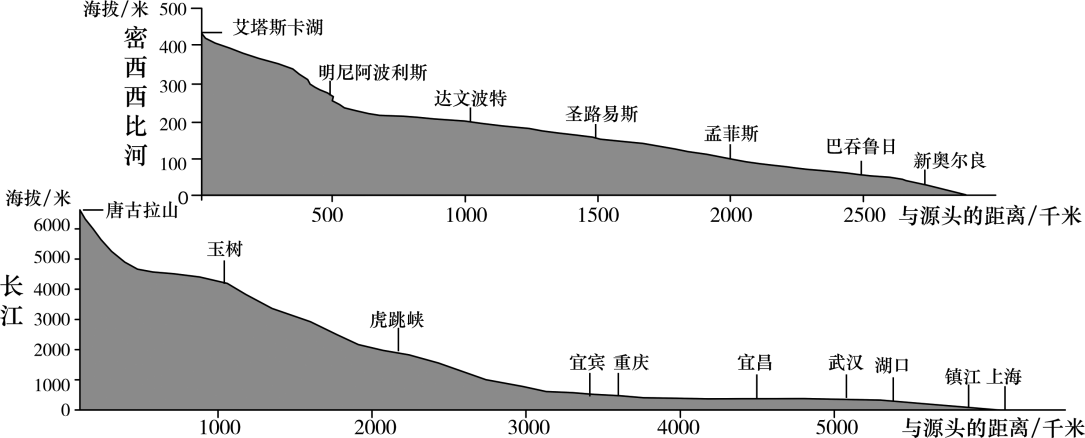 海拔/米
密西西比河
500
400
300
200
100
0
艾塔斯卡湖
明尼阿波利斯
达文波特
圣路易斯
孟菲斯
巴吞鲁日
新奥尔良
500 1000 1500 2000 2500 与源头的距离/千米
海拔/米
长江
6000
5000
4000
3000
2000
1000
0
唐古拉山
玉树
虎跳峡
宜宾 重庆
宜昌
武汉
湖口
镇江 上海
1000 2000 3000 4000 5000 与源头的距离/千米